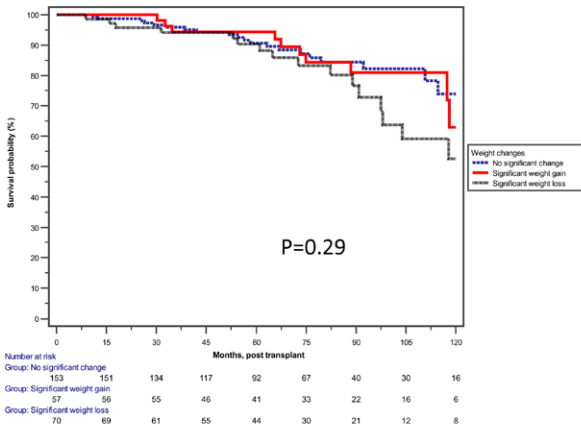 100
90
80
70
60
50
40
30
20
10
0
Survival probability (%)
P=0.29
Weight changes
No significant change
Significant weight gain
Significant weight loss
0 15 30 45 60 75 90 105 120
Months, post transplant
Number at risk
Group: No significant change
153 151 134 117 92 67 40 30 16
Group: Significant weight gain
57 56 55 46 41 33 22 16 6
Group: Significant weight loss
70 69 61 55 44 30 21 12 8